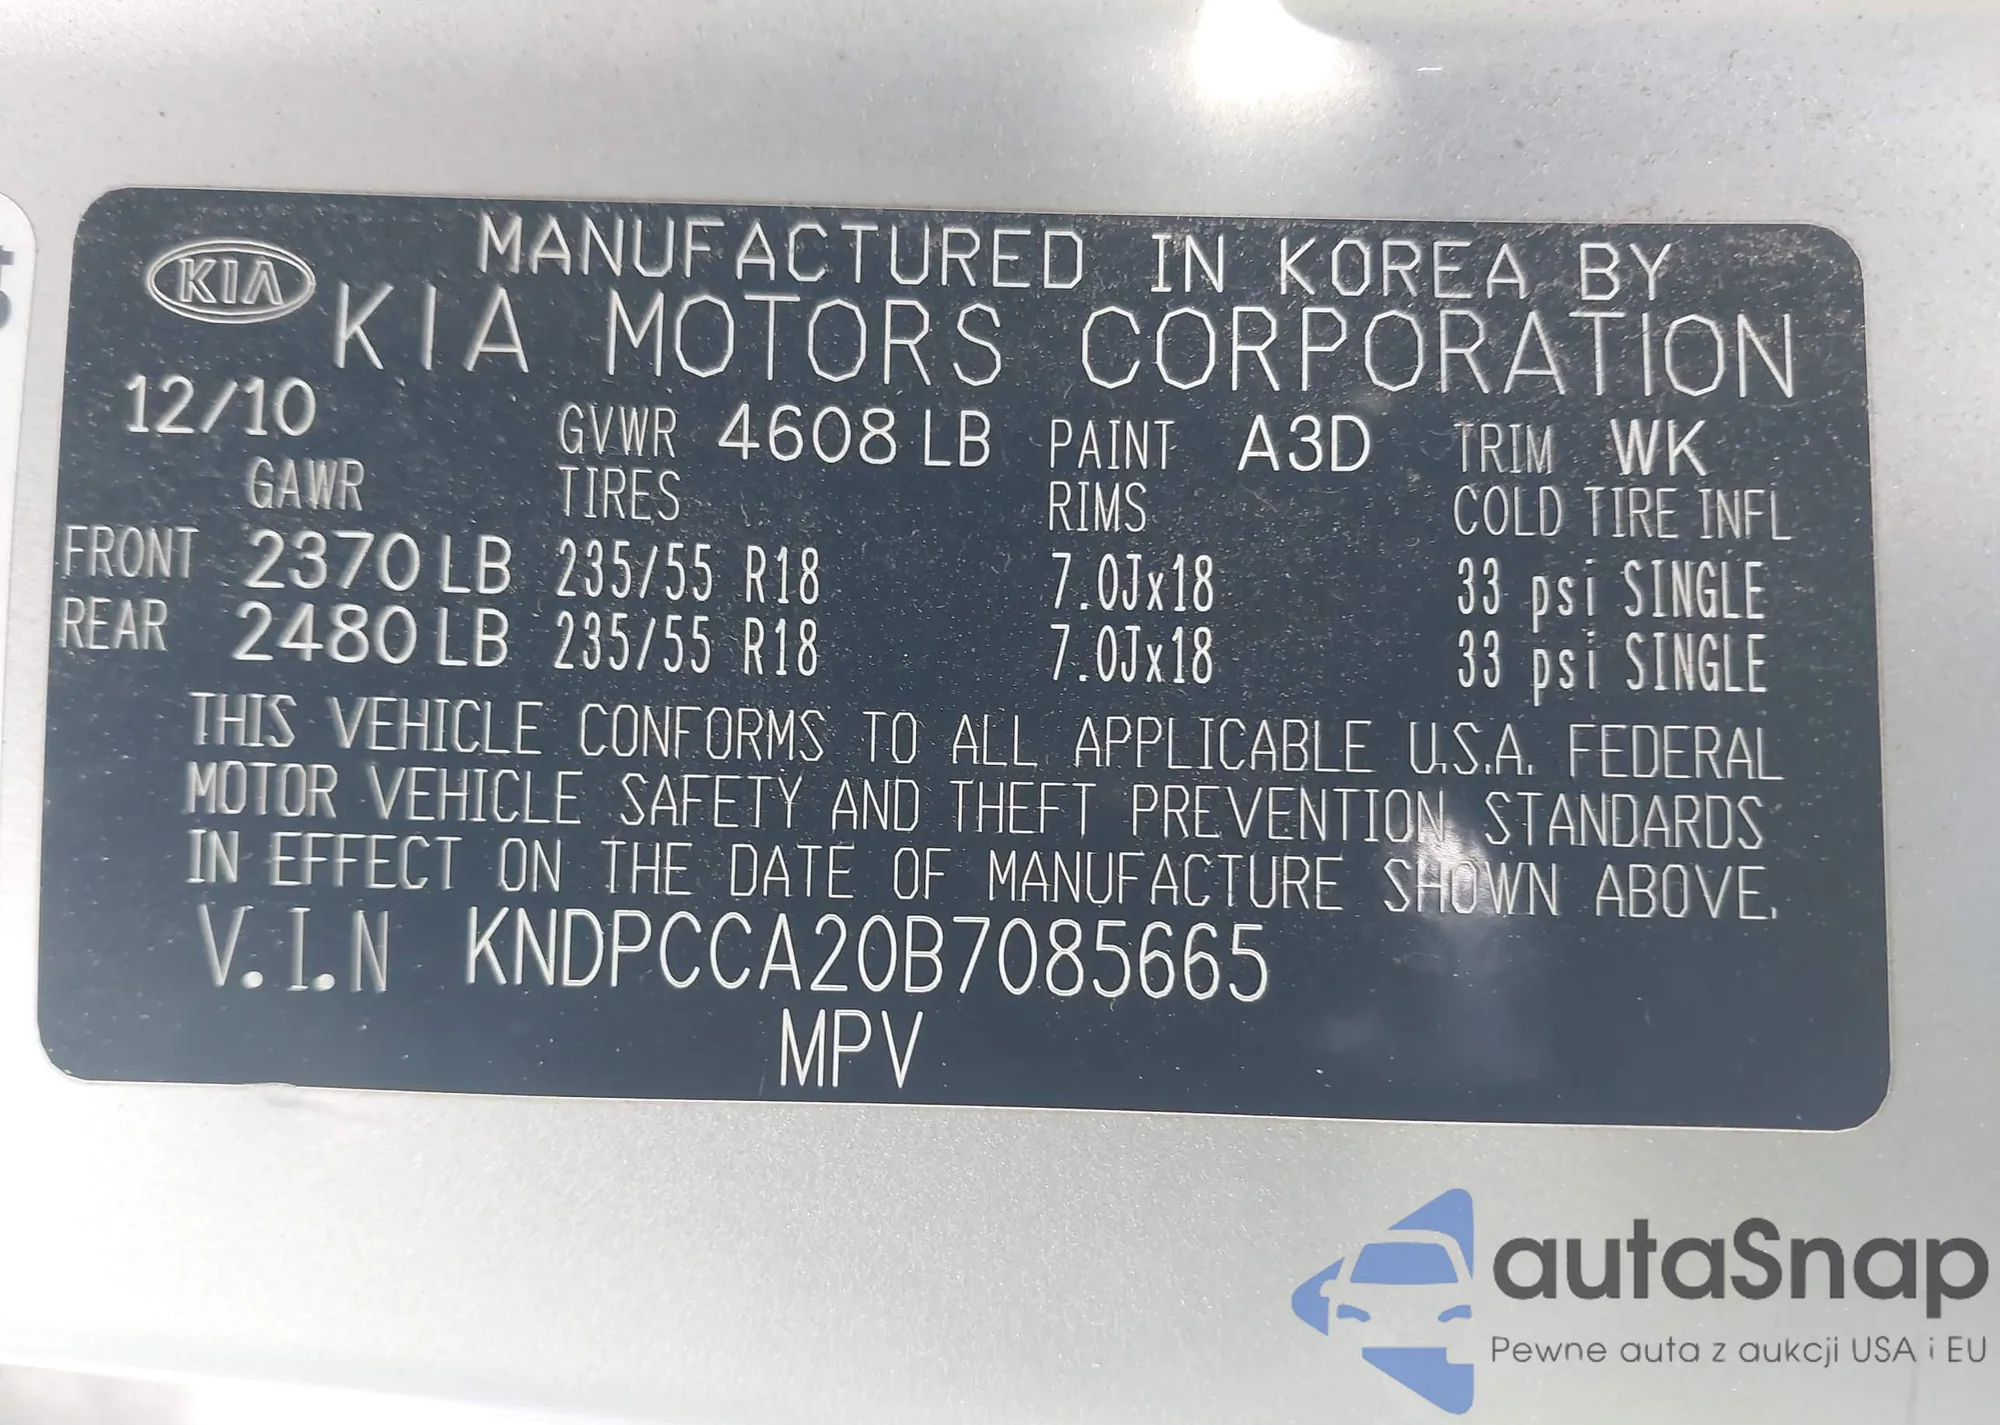 MANUFACTURED IN KOREA BY
KIA KIA MOTORS CORPORATION
12/10 GVWR 4608 LB PAINT A3D TRIM WK
GAWR TIRES RIMS COLD TIRE INFL
FRONT 2370 LB 235/55 R18 7.0Jx18 33 psi SINGLE
REAR 2480 LB 235/55 R18 7.0Jx18 33 psi SINGLE
THIS VEHICLE CONFORMS TO ALL APPLICABLE U.S.A. FEDERAL
MOTOR VEHICLE SAFETY AND THEFT PREVENTION STANDARDS
IN EFFECT ON THE DATE OF MANUFACTURE SHOWN ABOVE.
V.I.N KNDPCCA20B7085665
MPV
autaSnap
Pewne auta z aukcji USA i EU